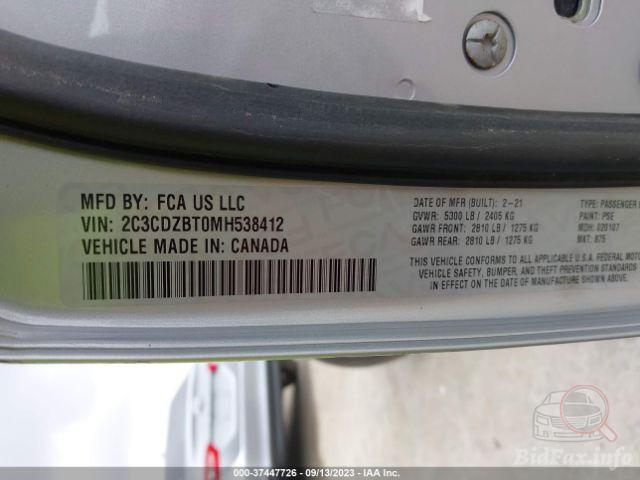 MFD BY: FCA US LLC
VIN: 2C3CDZBT0MH538412
VEHICLE MADE IN: CANADA
DATE OF MFR (BUILT): 2-21
GVWR: 5300 LB / 2405 KG
GAWR FRONT: 2810 LB / 1275 KG
GAWR REAR: 2810 LB / 1275 KG
TYPE: PASSENGER
PAINT: PSE
MDH: 020107
MKT: 875
THIS VEHICLE CONFORMS TO ALL APPLICABLE U.S.A. FEDERAL MOTO
VEHICLE SAFETY, BUMPER, AND THEFT PREVENTION STANDARDS
IN EFFECT ON THE DATE OF MANUFACTURE SHOWN ABOVE.
000-37447726 - 09/13/2023 - IAA Inc.
BidFax.info